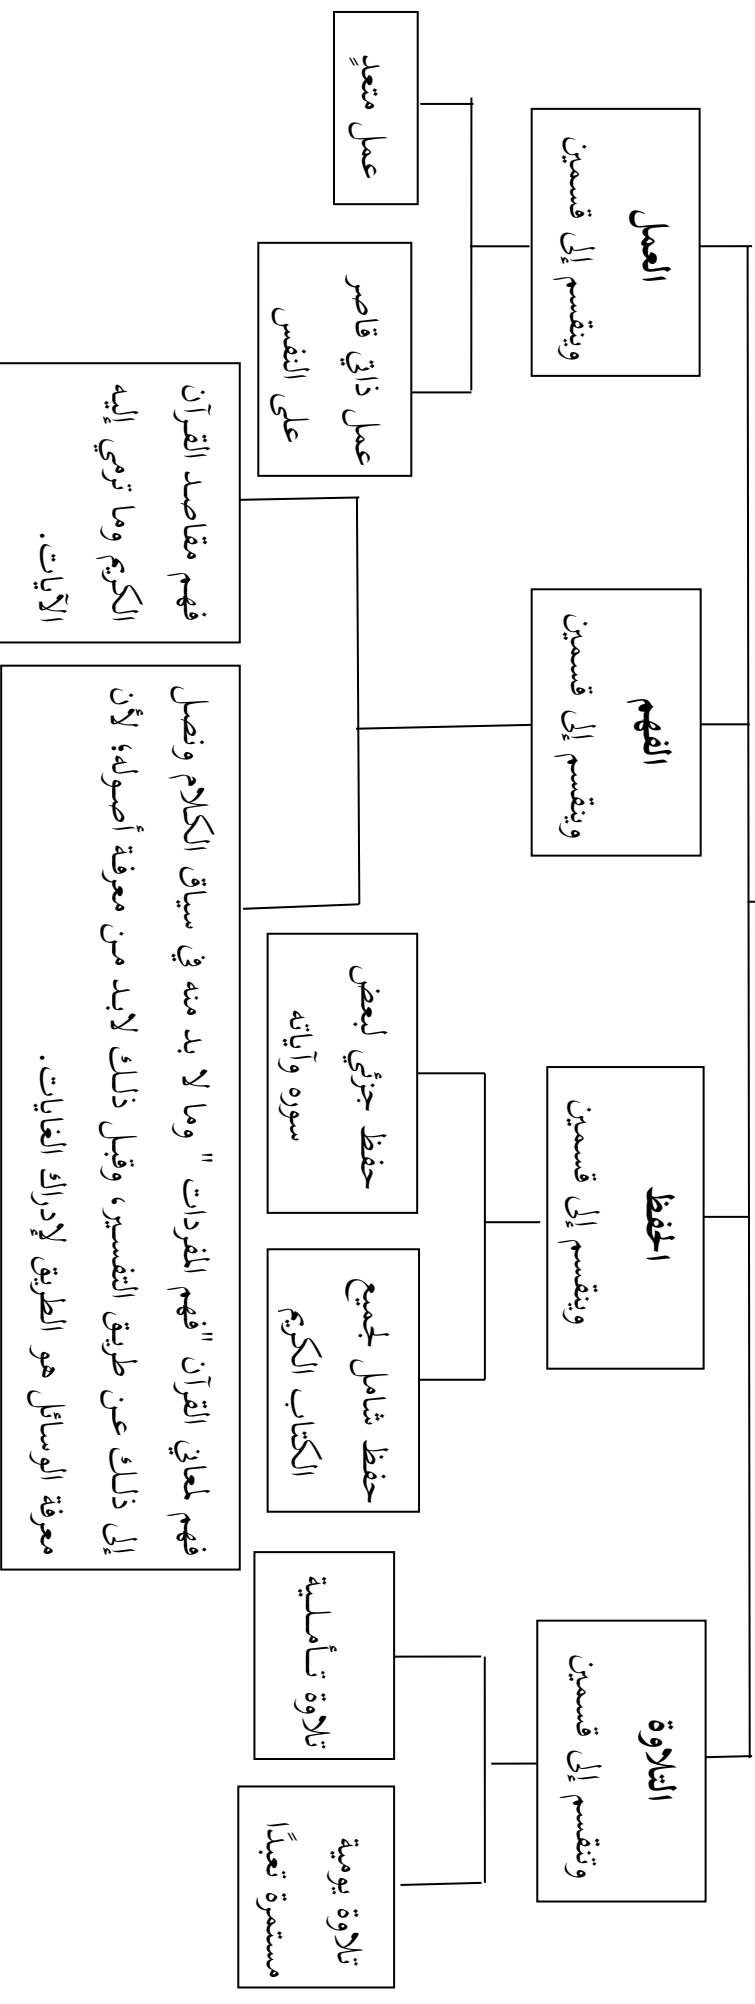 التلاوة
وتنقسم إلى قسمين
الحفظ
وينقسم إلى قسمين
الفهم
وينقسم إلى قسمين
العمل
وينقسم إلى قسمين
تلاوة يومية
مستمرة تعبدًا
تلاوة تأملية
حفظ شامل لجميع
الكتاب الكريم
حفظ جزئي لبعض
سوره وآياته
فهم لمعاني القرآن "فهم المفردات" وما لا بد منه في سياق الكلام ونصل
إلى ذلك عن طريق التفسير، وقبل ذلك لابد من معرفة أصوله؛ لأن
معرفة الوسائل هو الطريق لإدراك الغايات.
فهم مقاصد القرآن
الكريم وما ترمي إليه
الآيات.
عمل ذاتي قاصر
على النفس
عمل متعدٍ